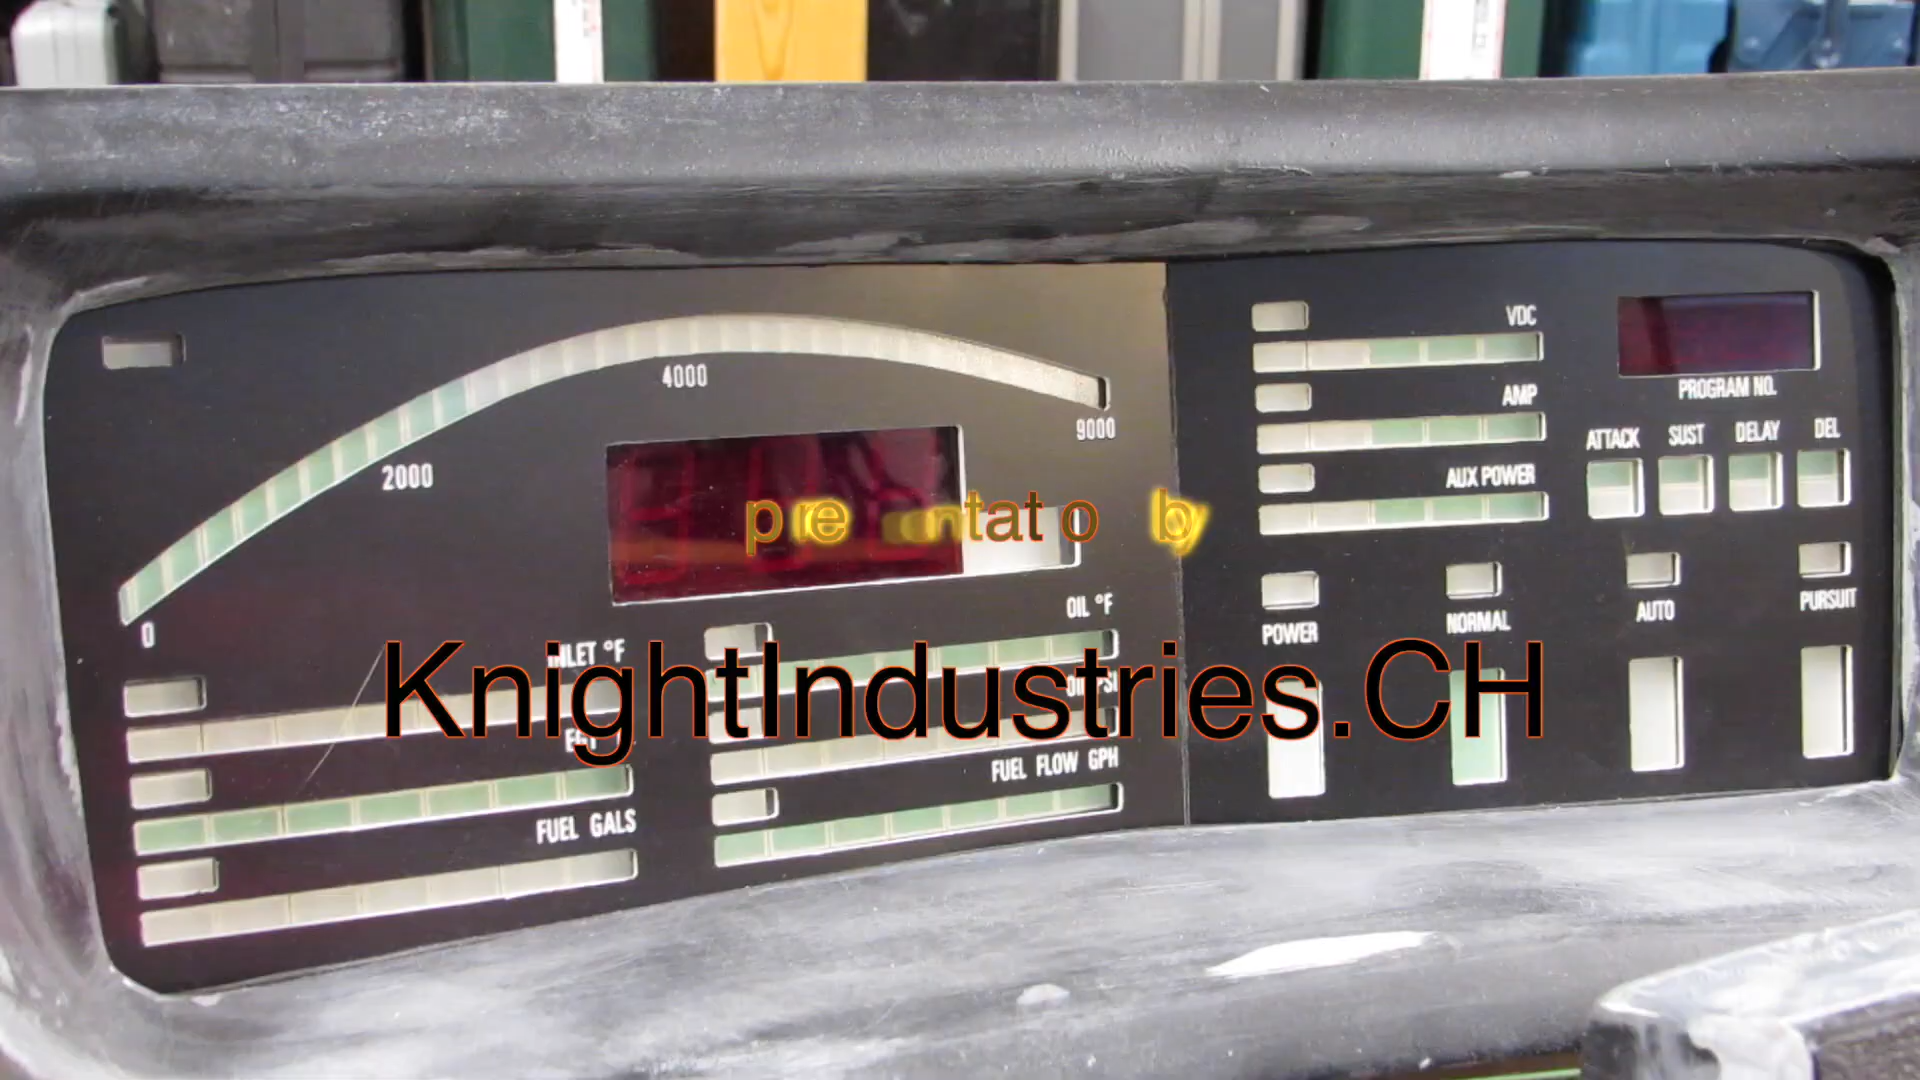 VDC
4000
PROGRAM NO.
AMP
9000
ATTACK SUST DELAY DEL
2000
AUX POWER
by
OIL °F
0
POWER NORMAL AUTO PURSUIT
INLET °F
KnightIndustries.CH
FUEL FLOW GPH
FUEL GALS